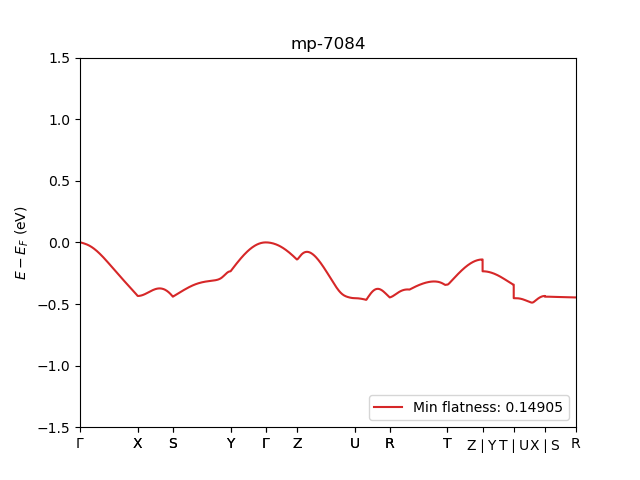 mp-7084
E − E_F (eV)
1.5
1.0
0.5
0.0
−0.5
−1.0
−1.5
Min flatness: 0.14905
Γ X S Y Γ Z U R T Z | Y T | U X | S R